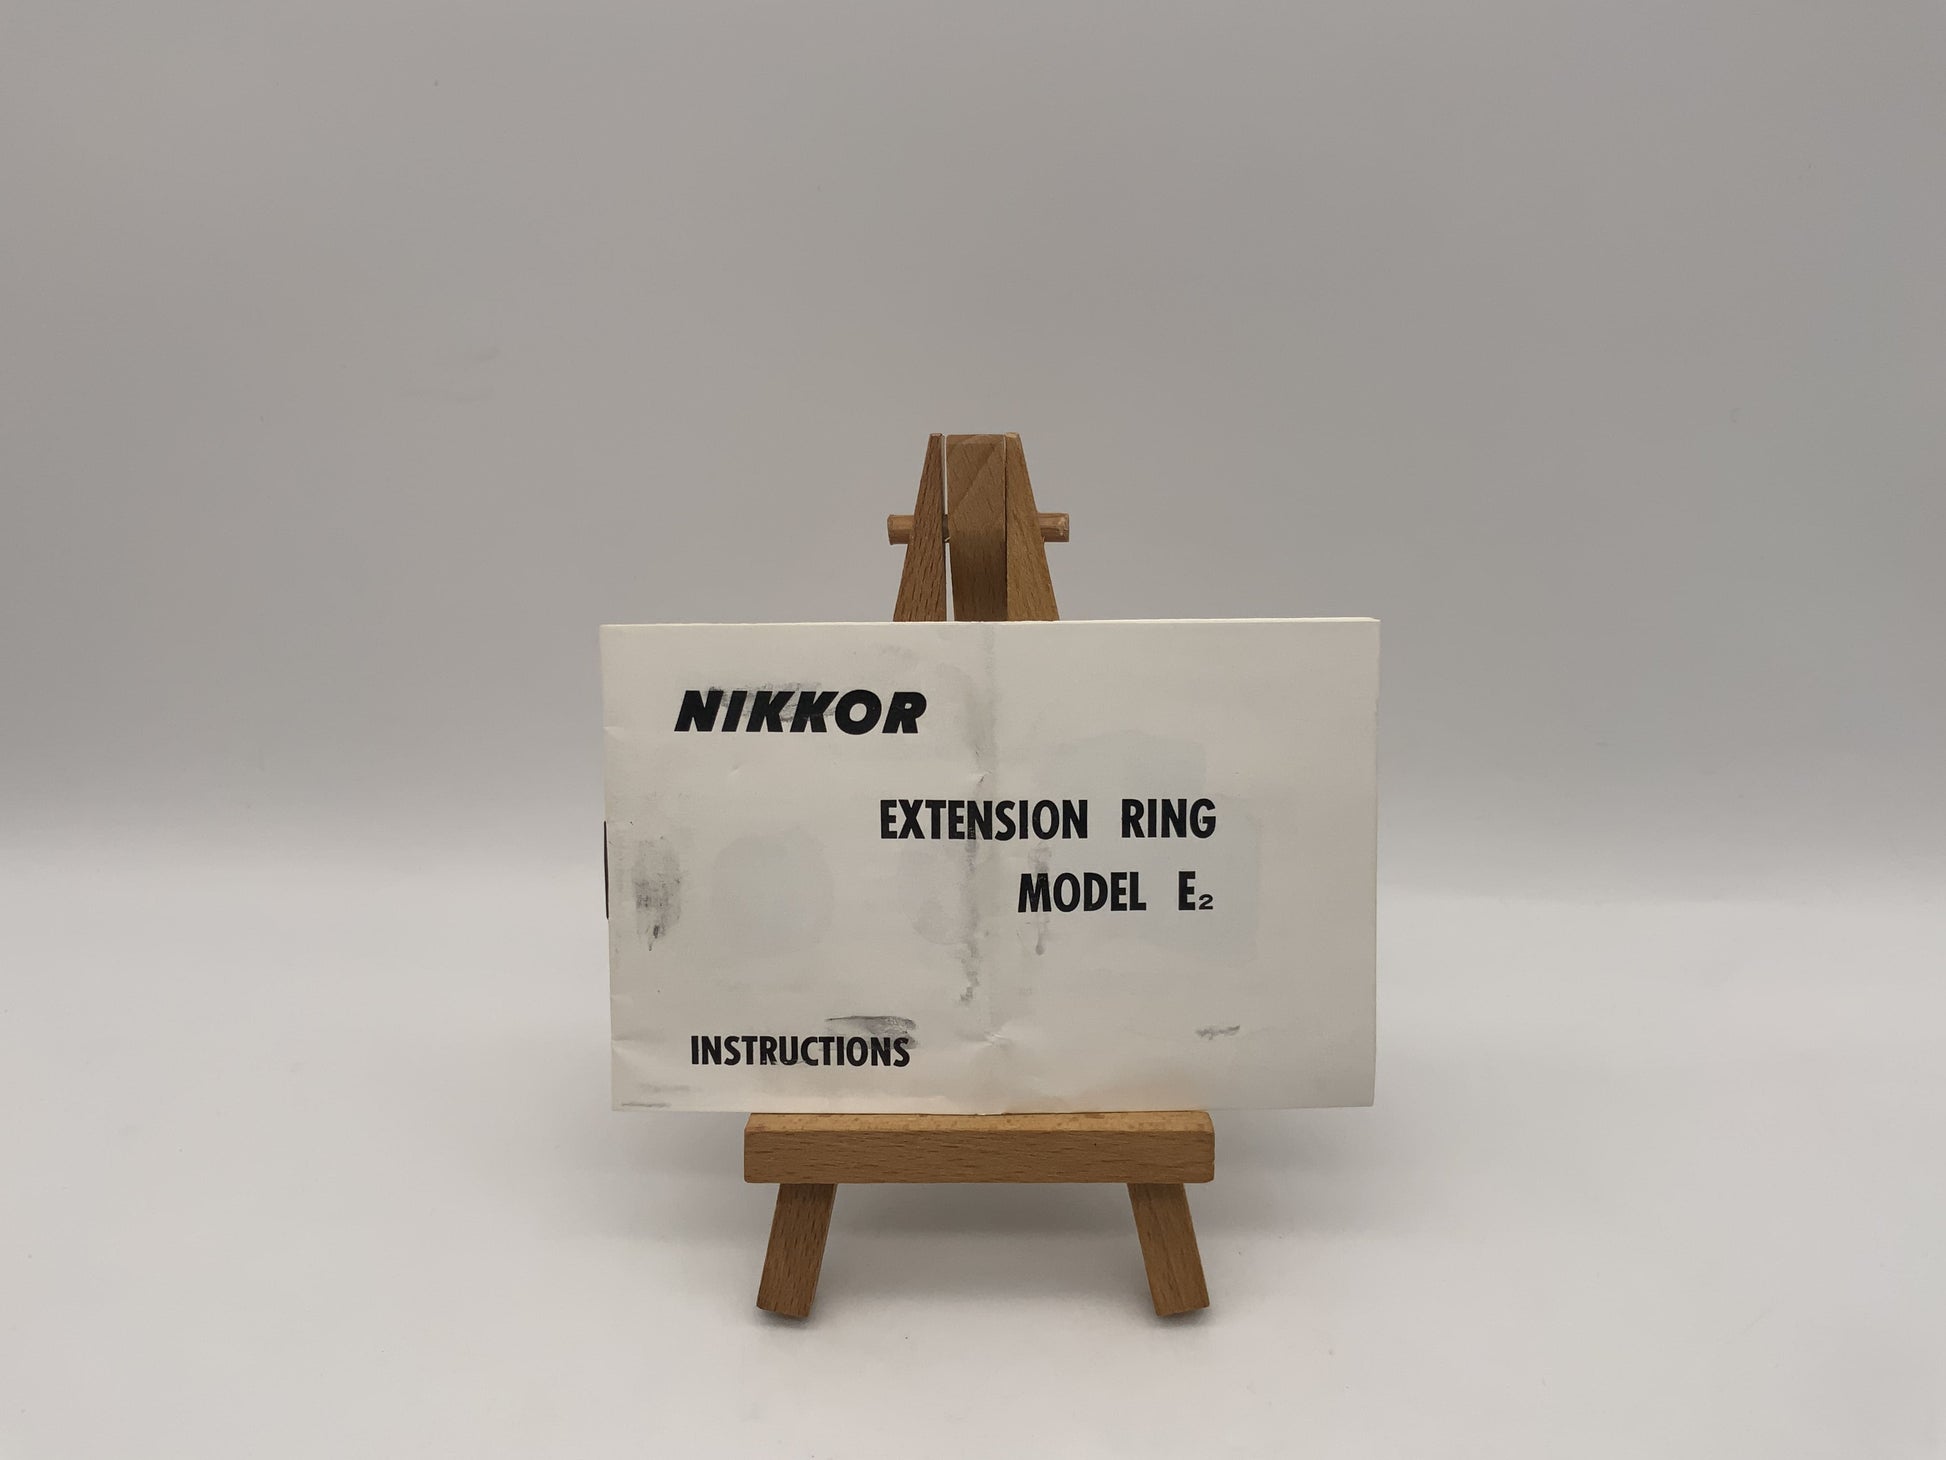 NIKKOR
EXTENSION RING
MODEL E₂
INSTRUCTIONS